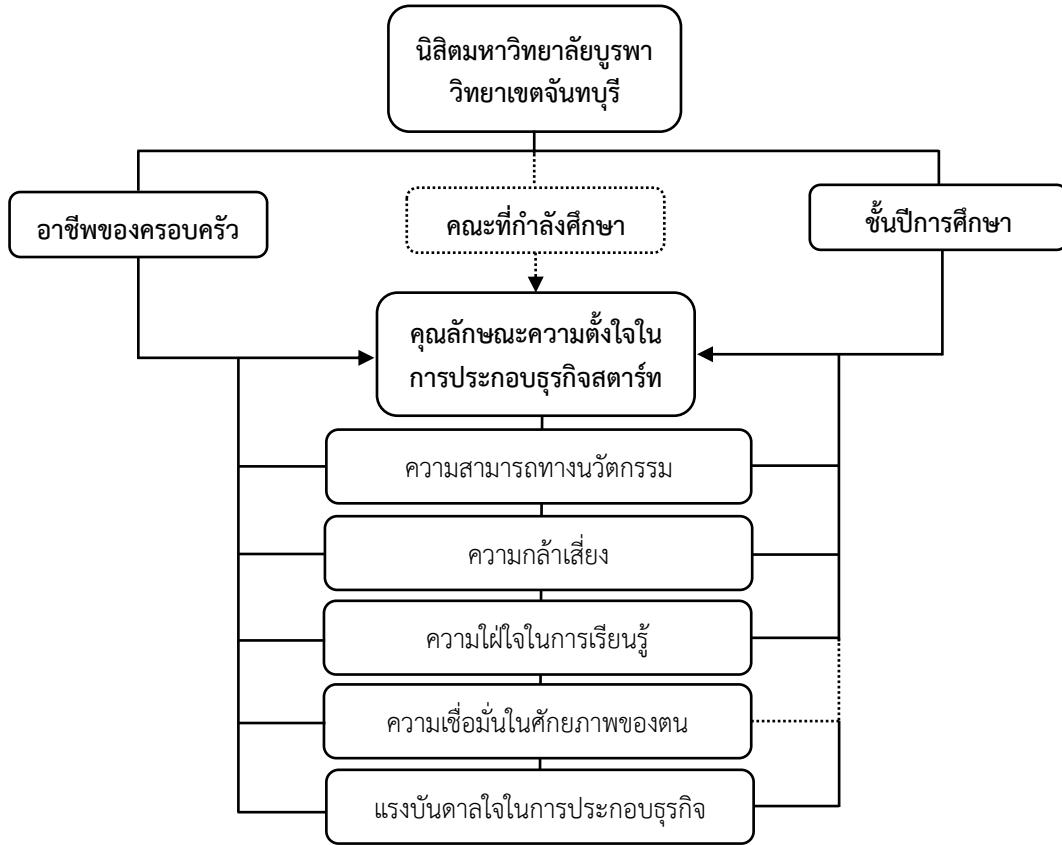 นิสิตมหาวิทยาลัยบูรพา
วิทยาเขตจันทบุรี
อาชีพของครอบครัว
คณะที่กำลังศึกษา
ชั้นปีการศึกษา
คุณลักษณะความตั้งใจใน
การประกอบธุรกิจสตาร์ท
ความสามารถทางนวัตกรรม
ความกล้าเสี่ยง
ความใฝ่ใจในการเรียนรู้
ความเชื่อมั่นในศักยภาพของตน
แรงบันดาลใจในการประกอบธุรกิจ